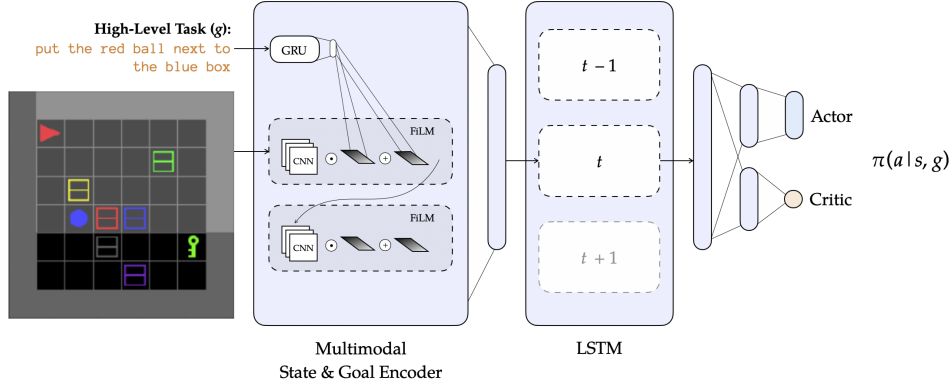 High-Level Task (g):
put the red ball next to
the blue box
GRU
FiLM
CNN
FiLM
CNN
Multimodal
State & Goal Encoder
t − 1
t
t + 1
LSTM
Actor
Critic
π(a | s, g)